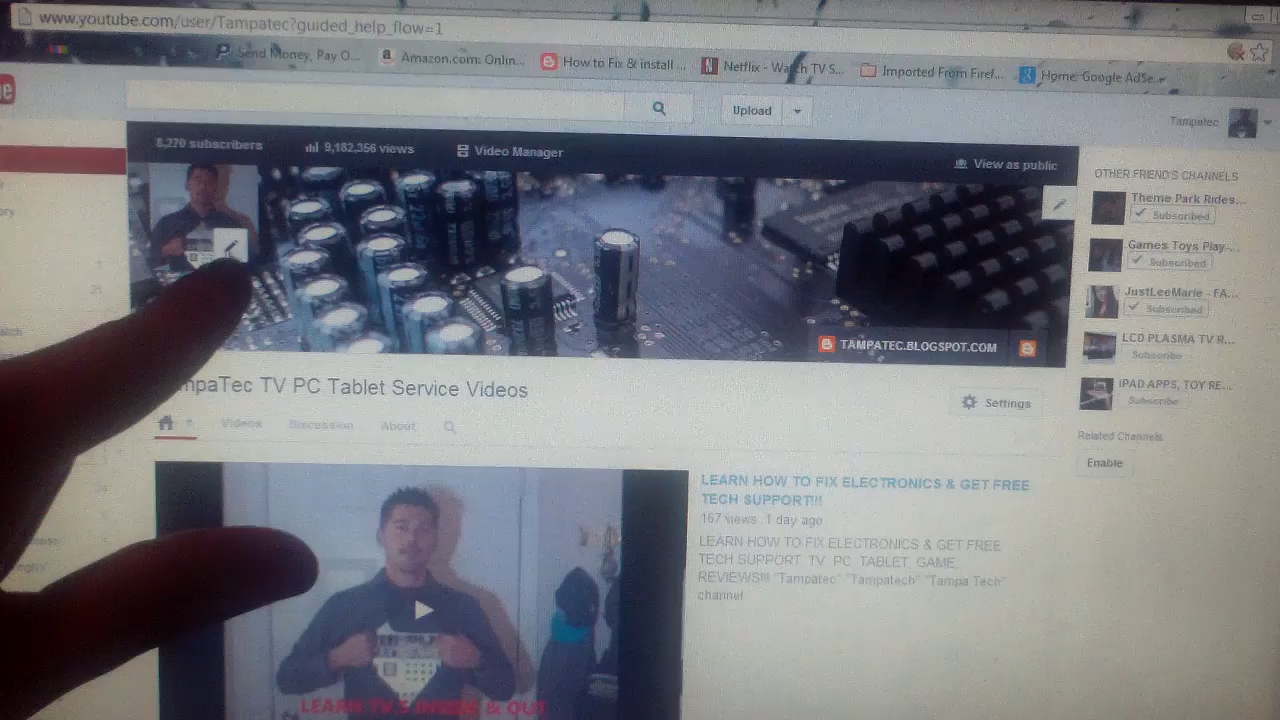 www.youtube.com/user/Tampatec?guided_help_flow=1
Send Money, Pay O...
Amazon.com: Onlin...
How to Fix & install ...
Netflix - Watch TV S...
Imported From Firef...
Home: Google AdSe...
Upload
Tampatec
8,270 subscribers
9,182,356 views
Video Manager
View as public
OTHER FRIEND'S CHANNELS
Theme Park Rides...
Subscribed
Games Toys Play...
Subscribed
JustLeeMarie - FA...
Subscribed
LCD PLASMA TV R...
Subscribe
iPAD APPS, TOY RE...
Subscribe
Related Channels
Enable
TAMPATEC.BLOGSPOT.COM
mpaTec TV PC Tablet Service Videos
Settings
Videos
Discussion
About
LEARN HOW TO FIX ELECTRONICS & GET FREE
TECH SUPPORT!!!
167 views 1 day ago
LEARN HOW TO FIX ELECTRONICS & GET FREE
TECH SUPPORT, TV, PC, TABLET, GAME,
REVIEWS!!! "Tampatec" "Tampatech" "Tampa Tech"
channel
LEARN TV'S INSIDE & OUT